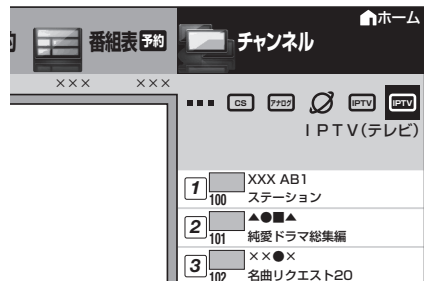 ホーム
約 番組表 予約 チャンネル
××× ×××
CS アナログ IPTV IPTV
IPTV(テレビ)
1 100 XXX AB1
ステーション
2 101 ▲●■▲
純愛ドラマ総集編
3 102 ××●×
名曲リクエスト20